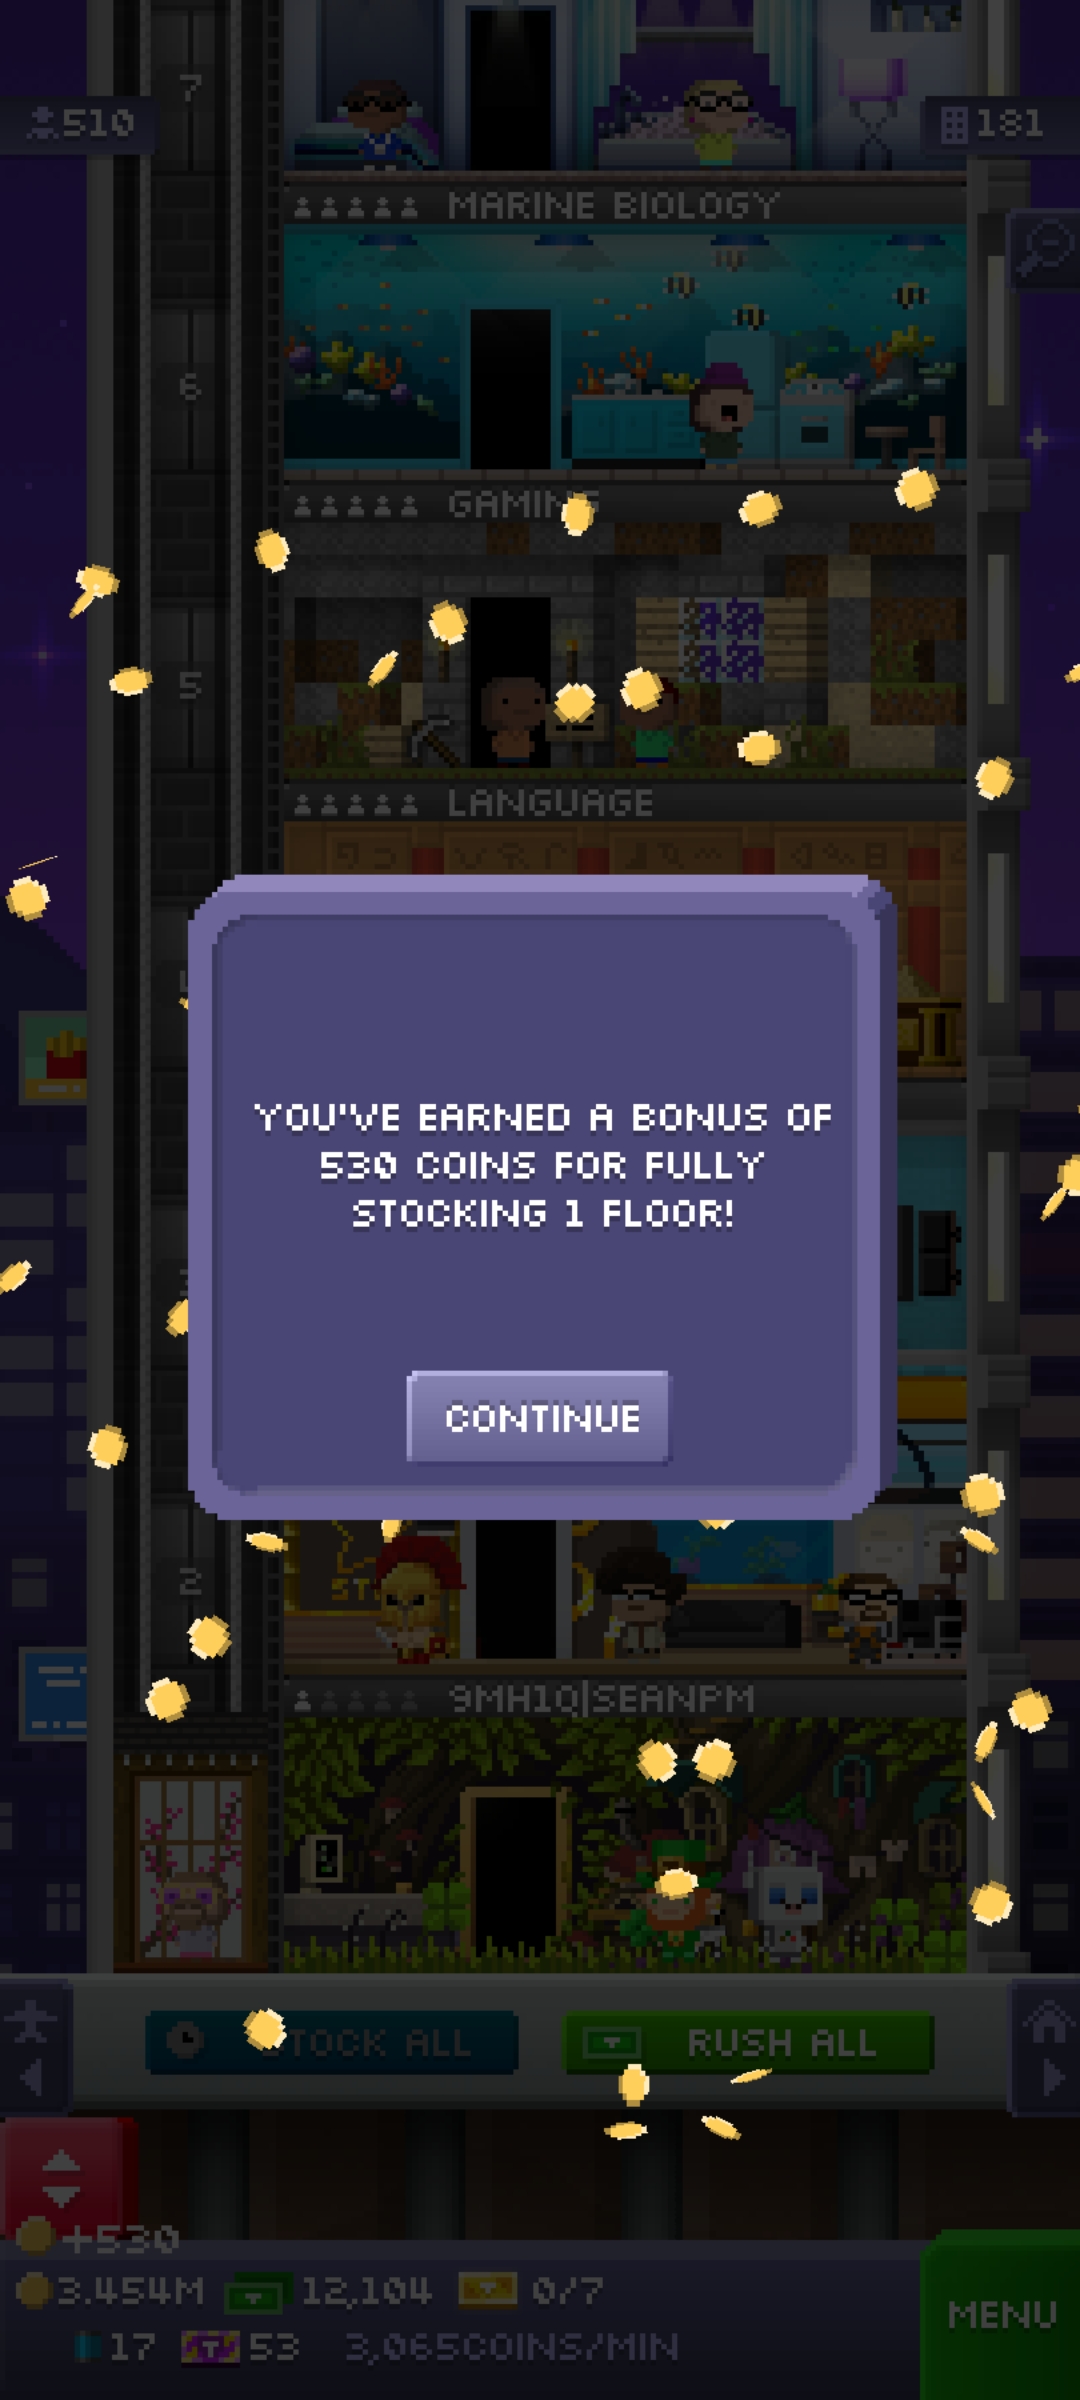 7
510
181
MARINE BIOLOGY
6
GAMING
5
LANGUAGE
YOU'VE EARNED A BONUS OF
530 COINS FOR FULLY
STOCKING 1 FLOOR!
CONTINUE
2
9MH1Q|SEANPM
STOCK ALL
RUSH ALL
+530
3.454M
12,104
0/7
17
53
3,065COINS/MIN
MENU